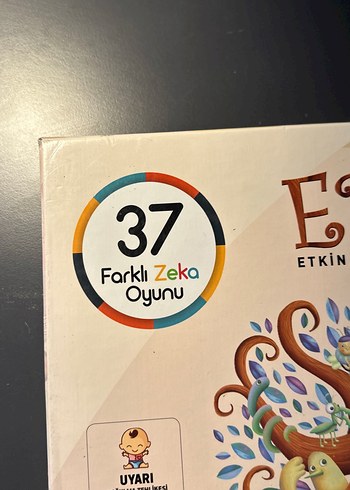 37
Farklı Zeka
Oyunu
ETKİN
UYARI